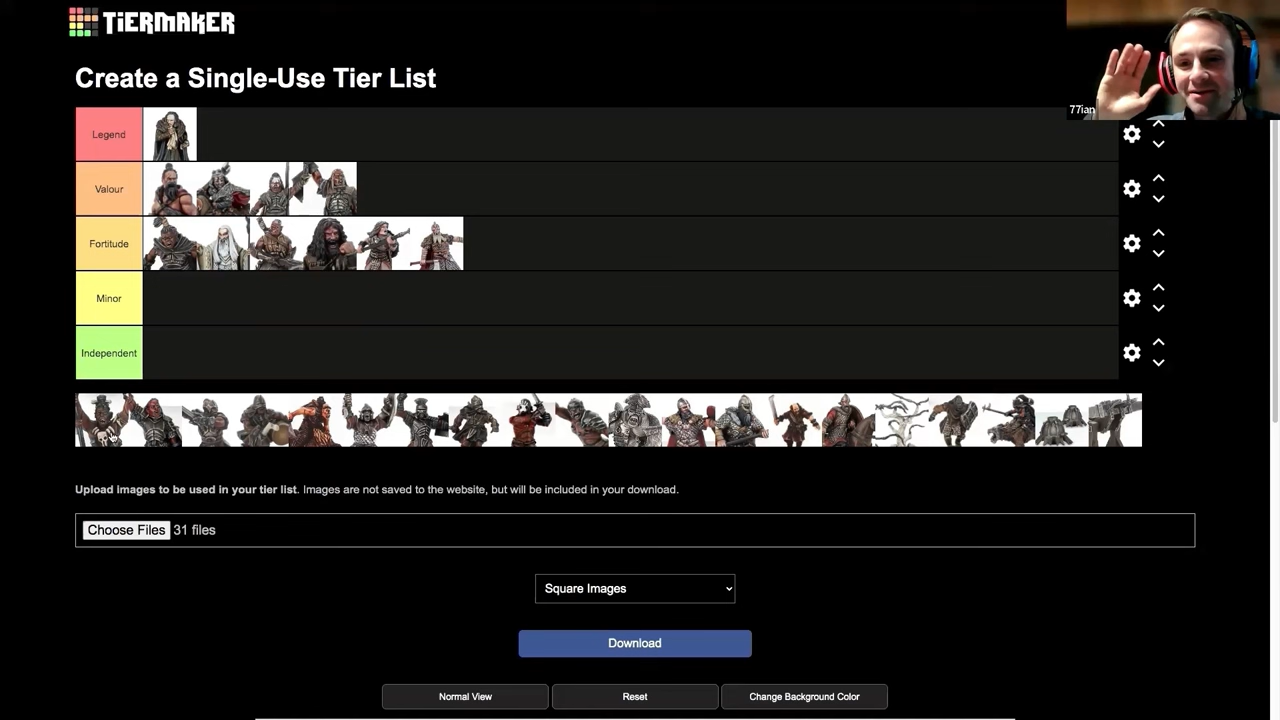 TIERMAKER
77ian
Create a Single-Use Tier List
Legend
Valour
Fortitude
Minor
Independent
Upload images to be used in your tier list. Images are not saved to the website, but will be included in your download.
Choose Files 31 files
Square Images
Download
Normal View
Reset
Change Background Color